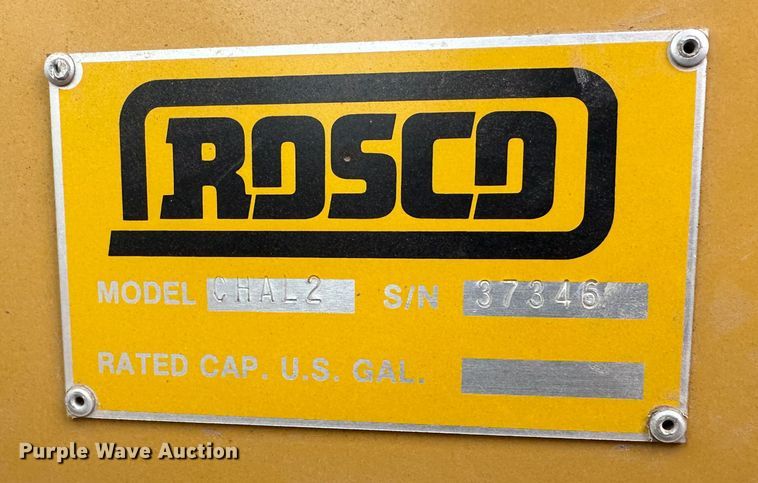 ROSCO
MODEL CHAL2 S/N 37346
RATED CAP. U.S. GAL.
Purple Wave Auction